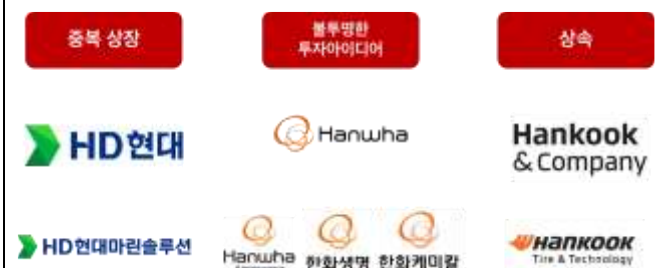 중복 상장
불투명한
투자아이디어
상속
HD현대
Hanwha
Hankook
& Company
HD현대마린솔루션
Hanwha
한화생명
한화케미칼
Hankook
Tire & Technology